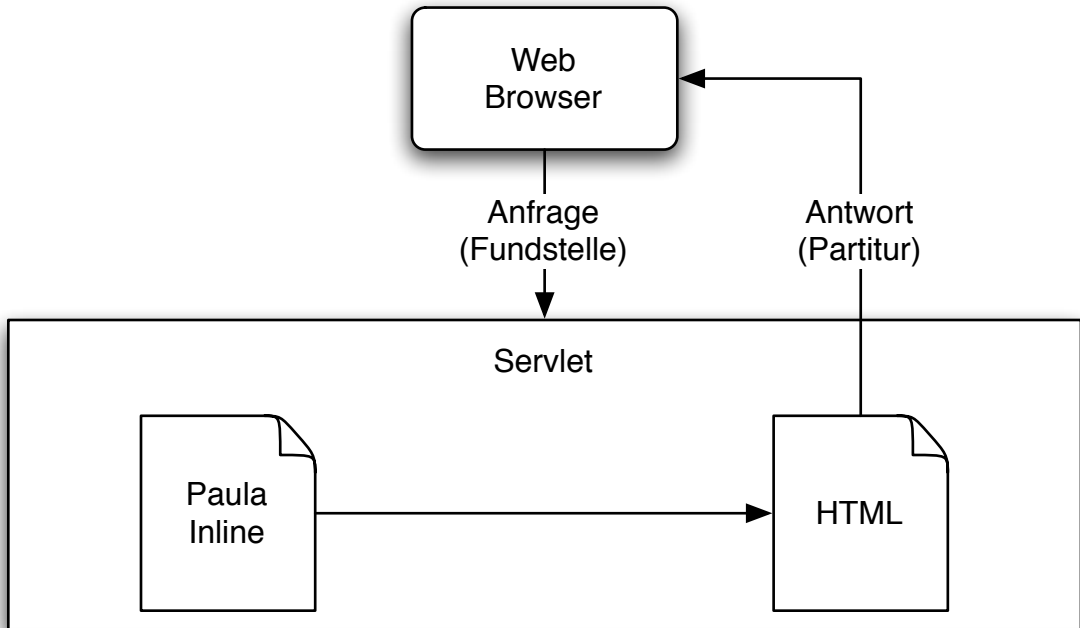 Web
Browser
Anfrage
(Fundstelle)
Antwort
(Partitur)
Servlet
Paula
Inline
HTML